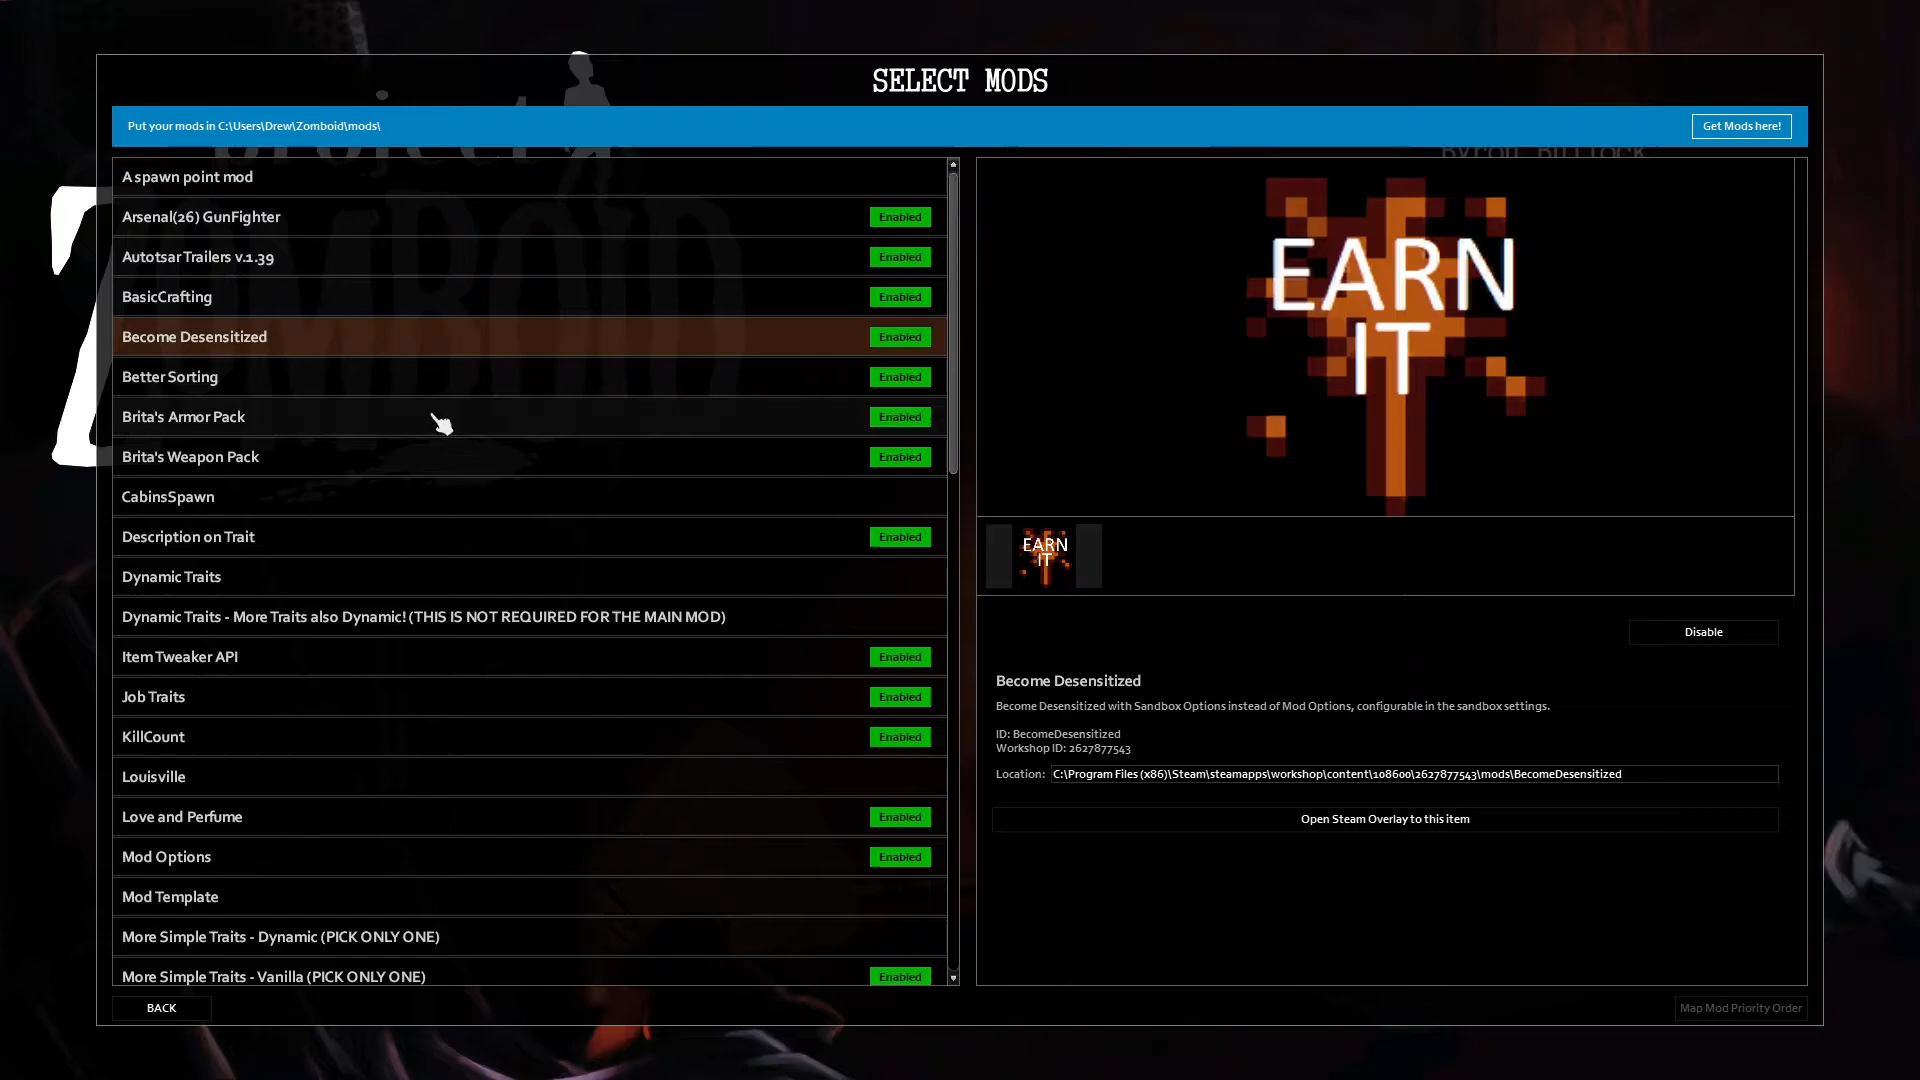 SELECT MODS
Put your mods in C:\Users\Drew\Zomboid\mods\
Get Mods here!
project
ZOMBOID
A spawn point mod
Arsenal(26) GunFighter Enabled
Autotsar Trailers v.1.39 Enabled
BasicCrafting Enabled
Become Desensitized Enabled
Better Sorting Enabled
Brita's Armor Pack Enabled
Brita's Weapon Pack Enabled
CabinsSpawn
Description on Trait Enabled
Dynamic Traits
Dynamic Traits - More Traits also Dynamic! (THIS IS NOT REQUIRED FOR THE MAIN MOD)
Item Tweaker API Enabled
Job Traits Enabled
KillCount Enabled
Louisville
Love and Perfume Enabled
Mod Options Enabled
Mod Template
More Simple Traits - Dynamic (PICK ONLY ONE)
More Simple Traits - Vanilla (PICK ONLY ONE) Enabled
EARN
IT
EARN
IT
Disable
Become Desensitized
Become Desensitized with Sandbox Options instead of Mod Options, configurable in the sandbox settings.
ID: BecomeDesensitized
Workshop ID: 2627877543
Location: C:\Program Files (x86)\Steam\steamapps\workshop\content\108600\2627877543\mods\BecomeDesensitized
Open Steam Overlay to this item
BACK
Map Mod Priority Order